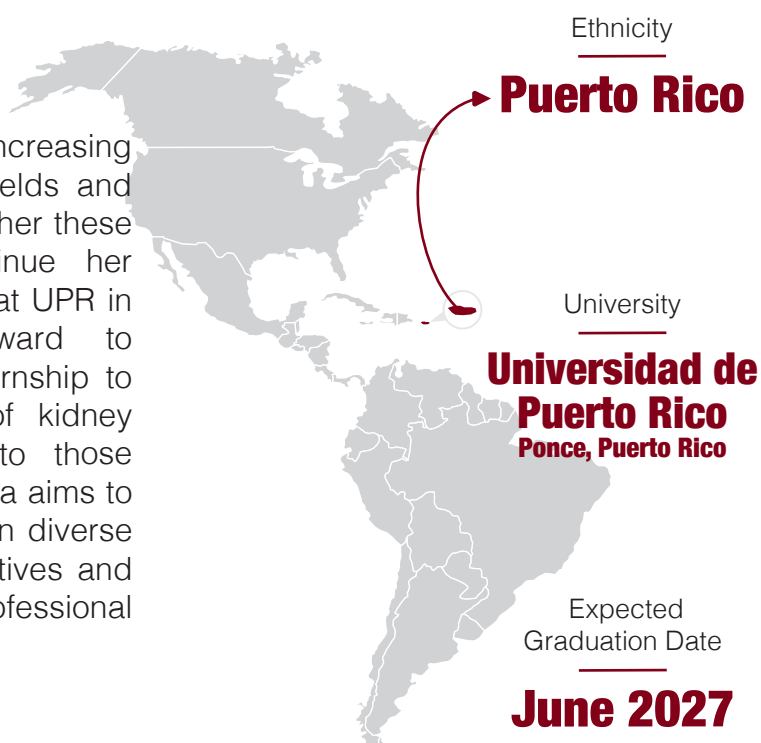 ncreasing
elds and
her these
inue her
at UPR in
ward to
rnship to
of kidney
to those
a aims to
n diverse
tives and
ofessional
Ethnicity
Puerto Rico
University
Universidad de
Puerto Rico
Ponce, Puerto Rico
Expected
Graduation Date
June 2027